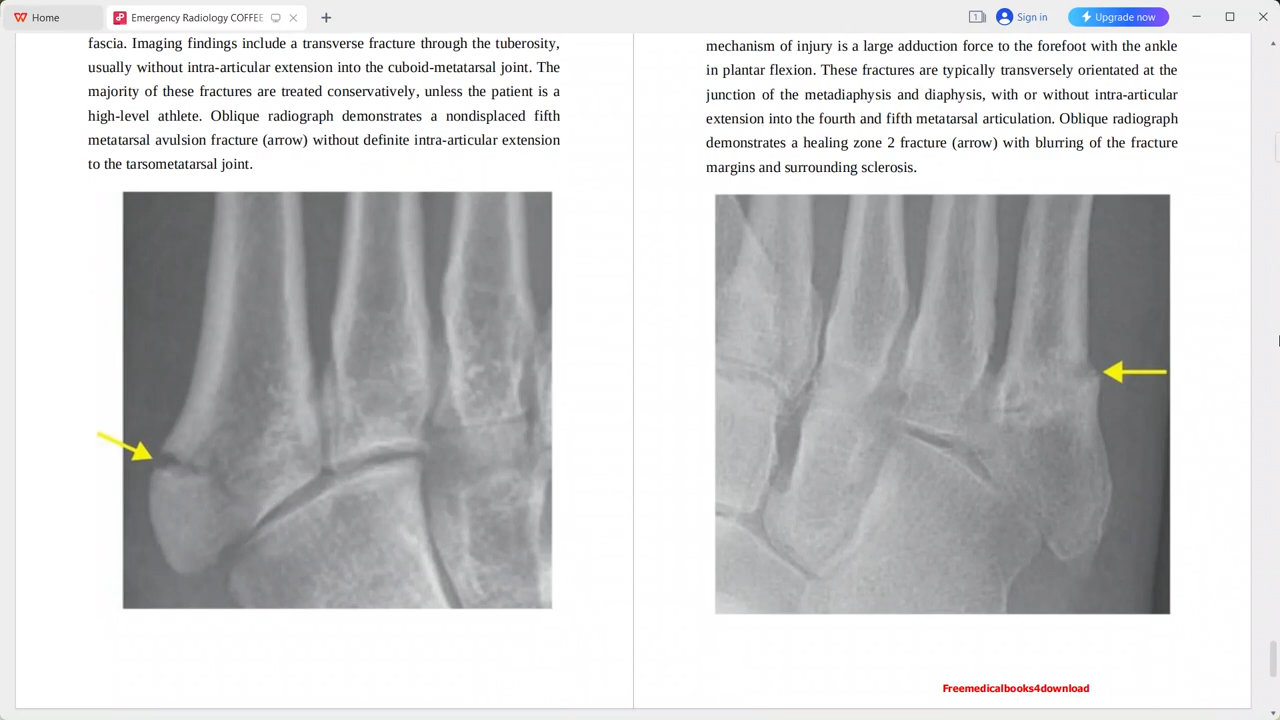 Home
Emergency Radiology COFFEE
1
Sign in
Upgrade now
fascia. Imaging findings include a transverse fracture through the tuberosity,
usually without intra-articular extension into the cuboid-metatarsal joint. The
majority of these fractures are treated conservatively, unless the patient is a
high-level athlete. Oblique radiograph demonstrates a nondisplaced fifth
metatarsal avulsion fracture (arrow) without definite intra-articular extension
to the tarsometatarsal joint.
mechanism of injury is a large adduction force to the forefoot with the ankle
in plantar flexion. These fractures are typically transversely orientated at the
junction of the metadiaphysis and diaphysis, with or without intra-articular
extension into the fourth and fifth metatarsal articulation. Oblique radiograph
demonstrates a healing zone 2 fracture (arrow) with blurring of the fracture
margins and surrounding sclerosis.
Freemedicalbooks4download